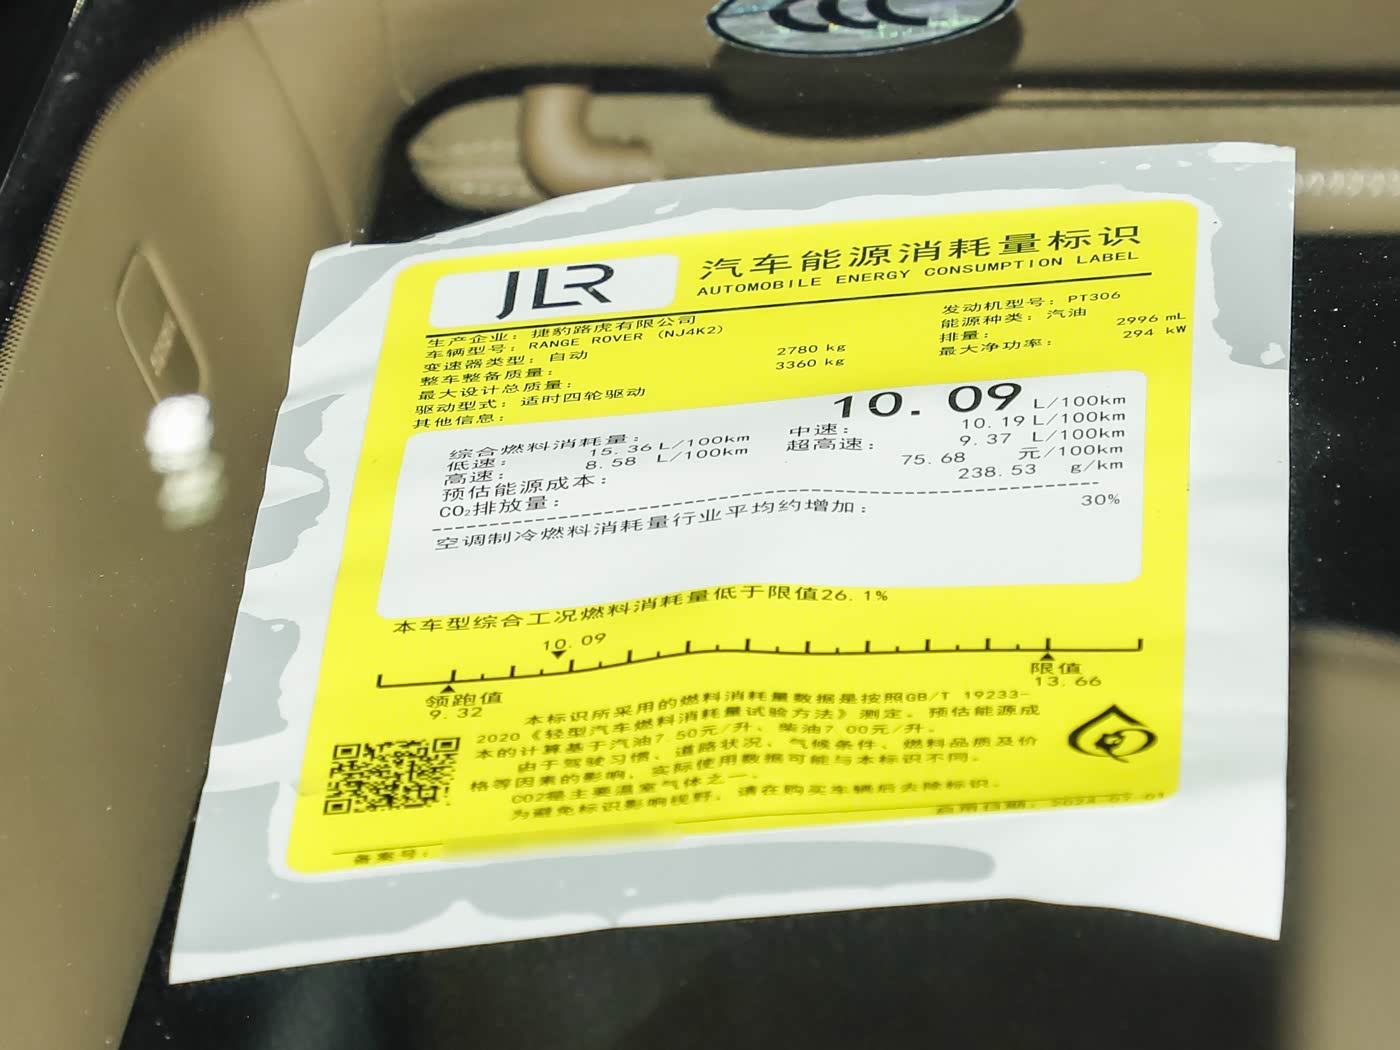 CCC
JLR
汽车能源消耗量标识
AUTOMOBILE ENERGY CONSUMPTION LABEL
生产企业: 捷豹路虎有限公司
车辆型号: RANGE ROVER (NJ4K2)
发动机型号: PT306
变速器类型: 自动
能源种类: 汽油
整车整备质量: 2780 kg
排量: 2996 mL
最大设计总质量: 3360 kg
最大净功率: 294 kW
驱动型式: 适时四轮驱动
其他信息:
综合燃料消耗量: 10.09 L/100km
低速: 15.36 L/100km 中速: 10.19 L/100km
高速: 8.58 L/100km 超高速: 9.37 L/100km
预估能源成本: 75.68 元/100km
CO₂排放量: 238.53 g/km
空调制冷燃料消耗量行业平均约增加: 30%
本车型综合工况燃料消耗量低于限值26.1%
10.09
领跑值
9.32
限值
13.66
本标识所采用的燃料消耗量数据是按照GB/T 19233-
2020《轻型汽车燃料消耗量试验方法》测定。预估能源成
本的计算基于汽油7.50元/升、柴油7.00元/升。
由于驾驶习惯、道路状况、气候条件、燃料品质及价
格等因素的影响, 实际使用数据可能与本标识不同。
CO2是主要温室气体之一。
为避免标识影响视野, 请在购买车辆后去除标识。
启用日期: 2024-07-01
备案号: